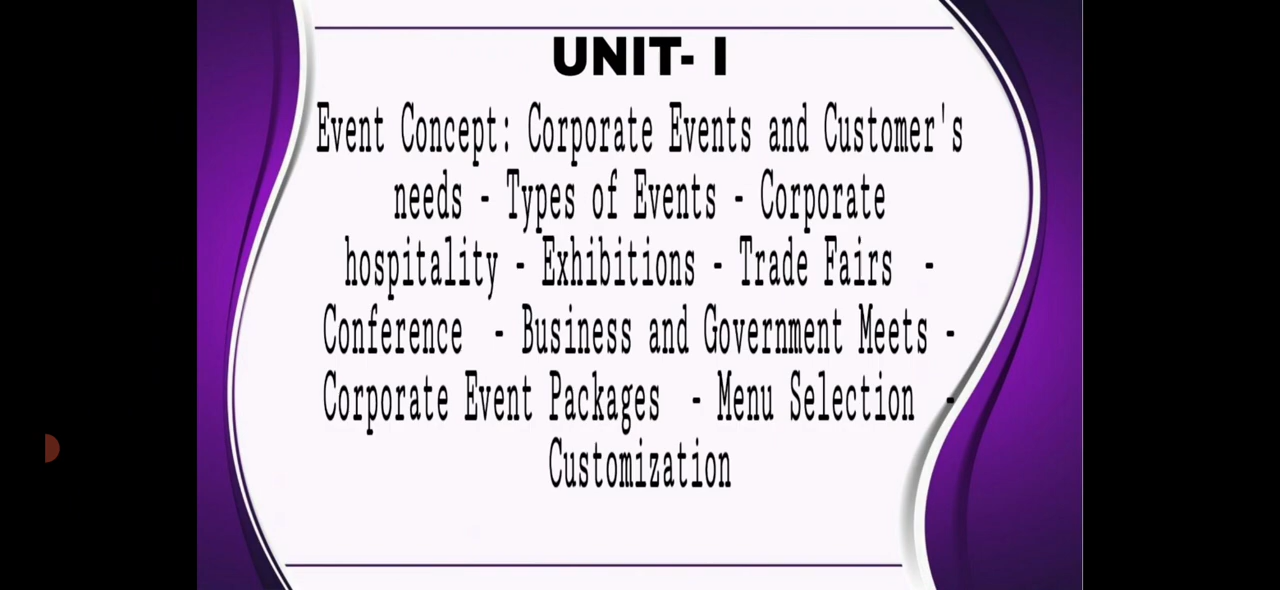 UNIT- I
Event Concept: Corporate Events and Customer's
needs - Types of Events - Corporate
hospitality - Exhibitions - Trade Fairs -
Conference - Business and Government Meets -
Corporate Event Packages - Menu Selection -
Customization